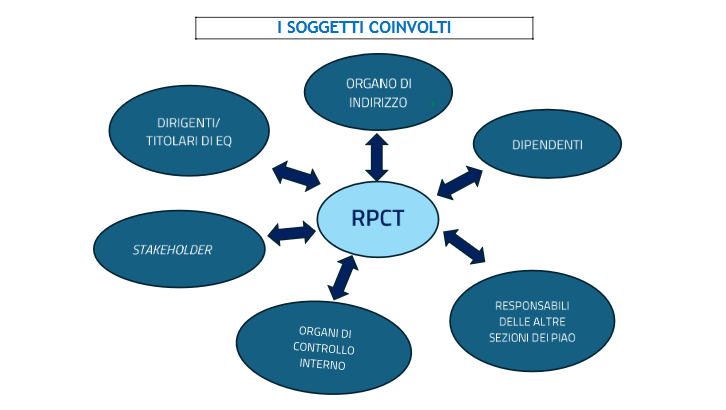 I SOGGETTI COINVOLTI
ORGANO DI
INDIRIZZO
DIRIGENTI/
TITOLARI DI EQ
DIPENDENTI
RPCT
STAKEHOLDER
RESPONSABILI
DELLE ALTRE
SEZIONI DEI PIAO
ORGANI DI
CONTROLLO
INTERNO